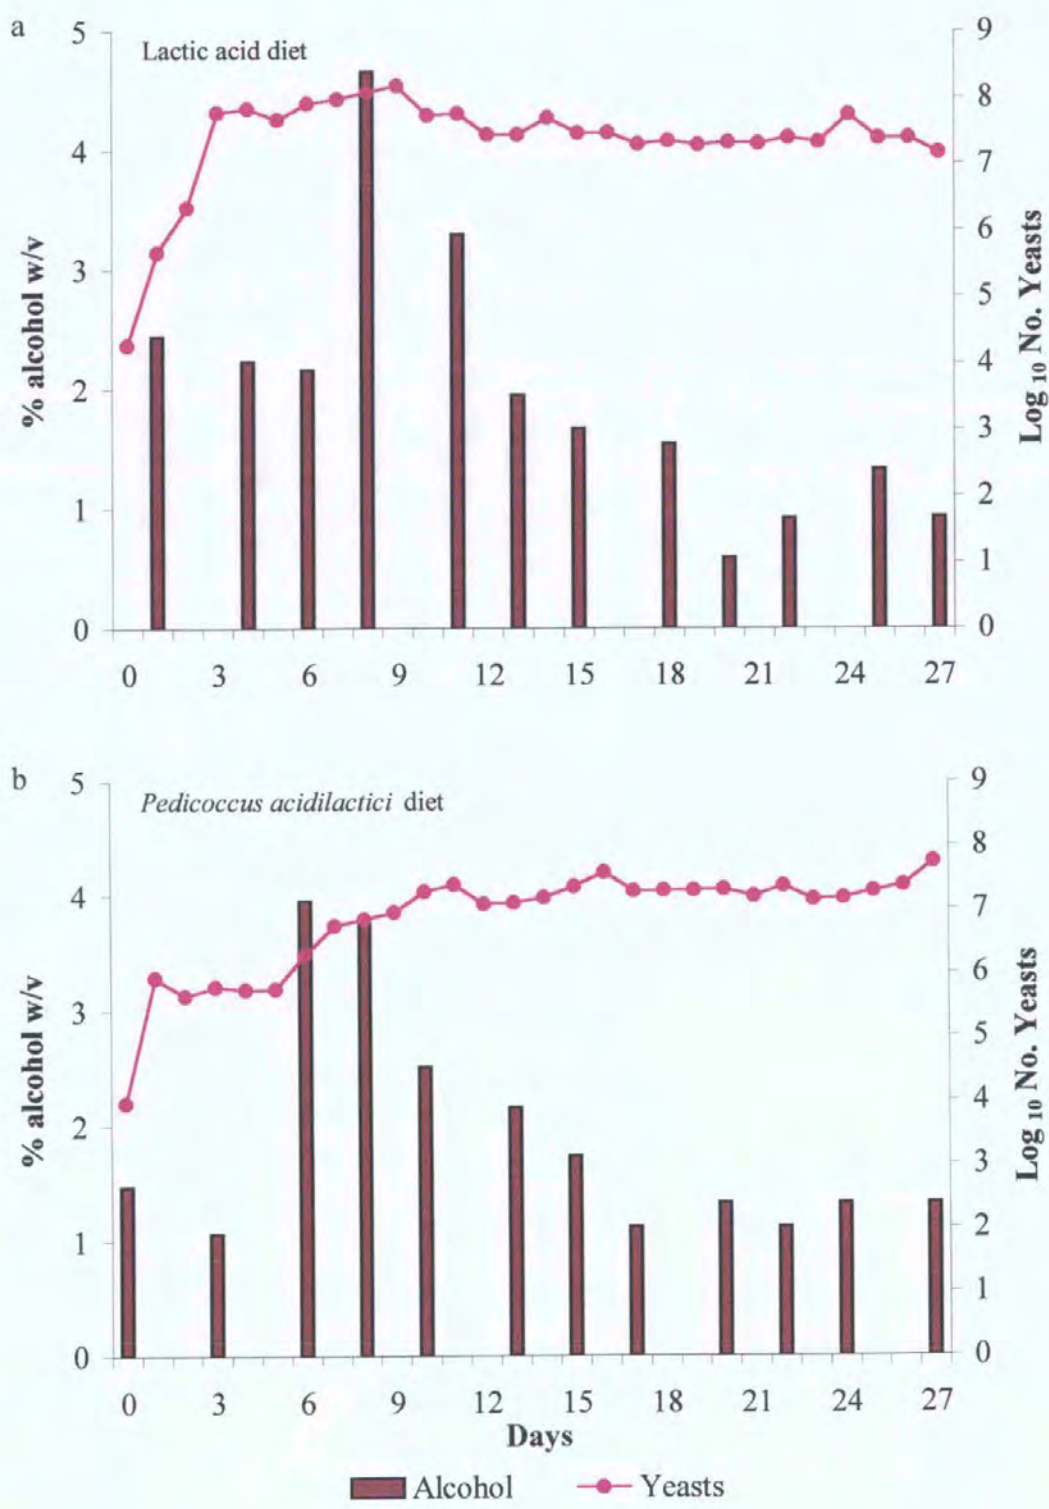 a
Lactic acid diet
5
4
3
2
1
0
% alcohol w/v
9
8
7
6
5
4
3
2
1
0
Log 10 No. Yeasts
0 3 6 9 12 15 18 21 24 27
b
Pedicoccus acidilactici diet
5
4
3
2
1
0
% alcohol w/v
9
8
7
6
5
4
3
2
1
0
Log 10 No. Yeasts
0 3 6 9 12 15 18 21 24 27
Days
Alcohol Yeasts